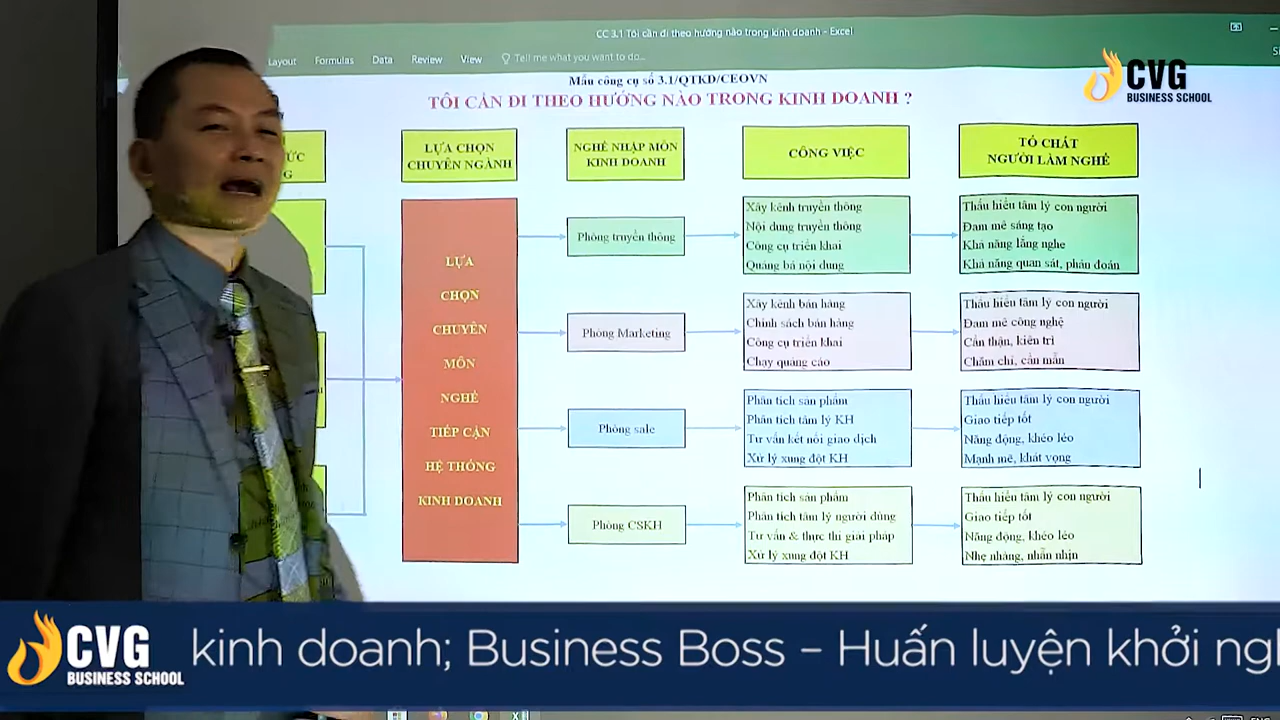 CC 3.1 Tôi cần đi theo hướng nào trong kinh doanh - Excel
Layout
Formulas
Data
Review
View
Tell me what you want to do...
CVG
BUSINESS SCHOOL
Mẫu công cụ số 3.1/QTKD/CEOVN
TÔI CẦN ĐI THEO HƯỚNG NÀO TRONG KINH DOANH ?
LỰA CHỌN
CHUYÊN NGÀNH
NGHỀ NHẬP MÔN
KINH DOANH
CÔNG VIỆC
TỐ CHẤT
NGƯỜI LÀM NGHỀ
LỰA
CHỌN
CHUYÊN
MÔN
NGHỀ
TIẾP CẬN
HỆ THỐNG
KINH DOANH
Phòng truyền thông
Xây kênh truyền thông
Nội dung truyền thông
Công cụ triển khai
Quảng bá nội dung
Thấu hiểu tâm lý con người
Đam mê sáng tạo
Khả năng lắng nghe
Khả năng quan sát, phán đoán
Phòng Marketing
Xây kênh bán hàng
Chính sách bán hàng
Công cụ triển khai
Chạy quảng cáo
Thấu hiểu tâm lý con người
Đam mê công nghệ
Cẩn thận, kiên trì
Chăm chỉ, cần mẫn
Phòng sale
Phân tích sản phẩm
Phân tích tâm lý KH
Tư vấn kết nối giao dịch
Xử lý xung đột KH
Thấu hiểu tâm lý con người
Giao tiếp tốt
Năng động, khéo léo
Mạnh mẽ, khát vọng
Phòng CSKH
Phân tích sản phẩm
Phân tích tâm lý người dùng
Tư vấn & thực thi giải pháp
Xử lý xung đột KH
Thấu hiểu tâm lý con người
Giao tiếp tốt
Năng động, khéo léo
Nhẹ nhàng, nhẫn nhịn
CVG
BUSINESS SCHOOL
kinh doanh; Business Boss – Huấn luyện khởi ngh